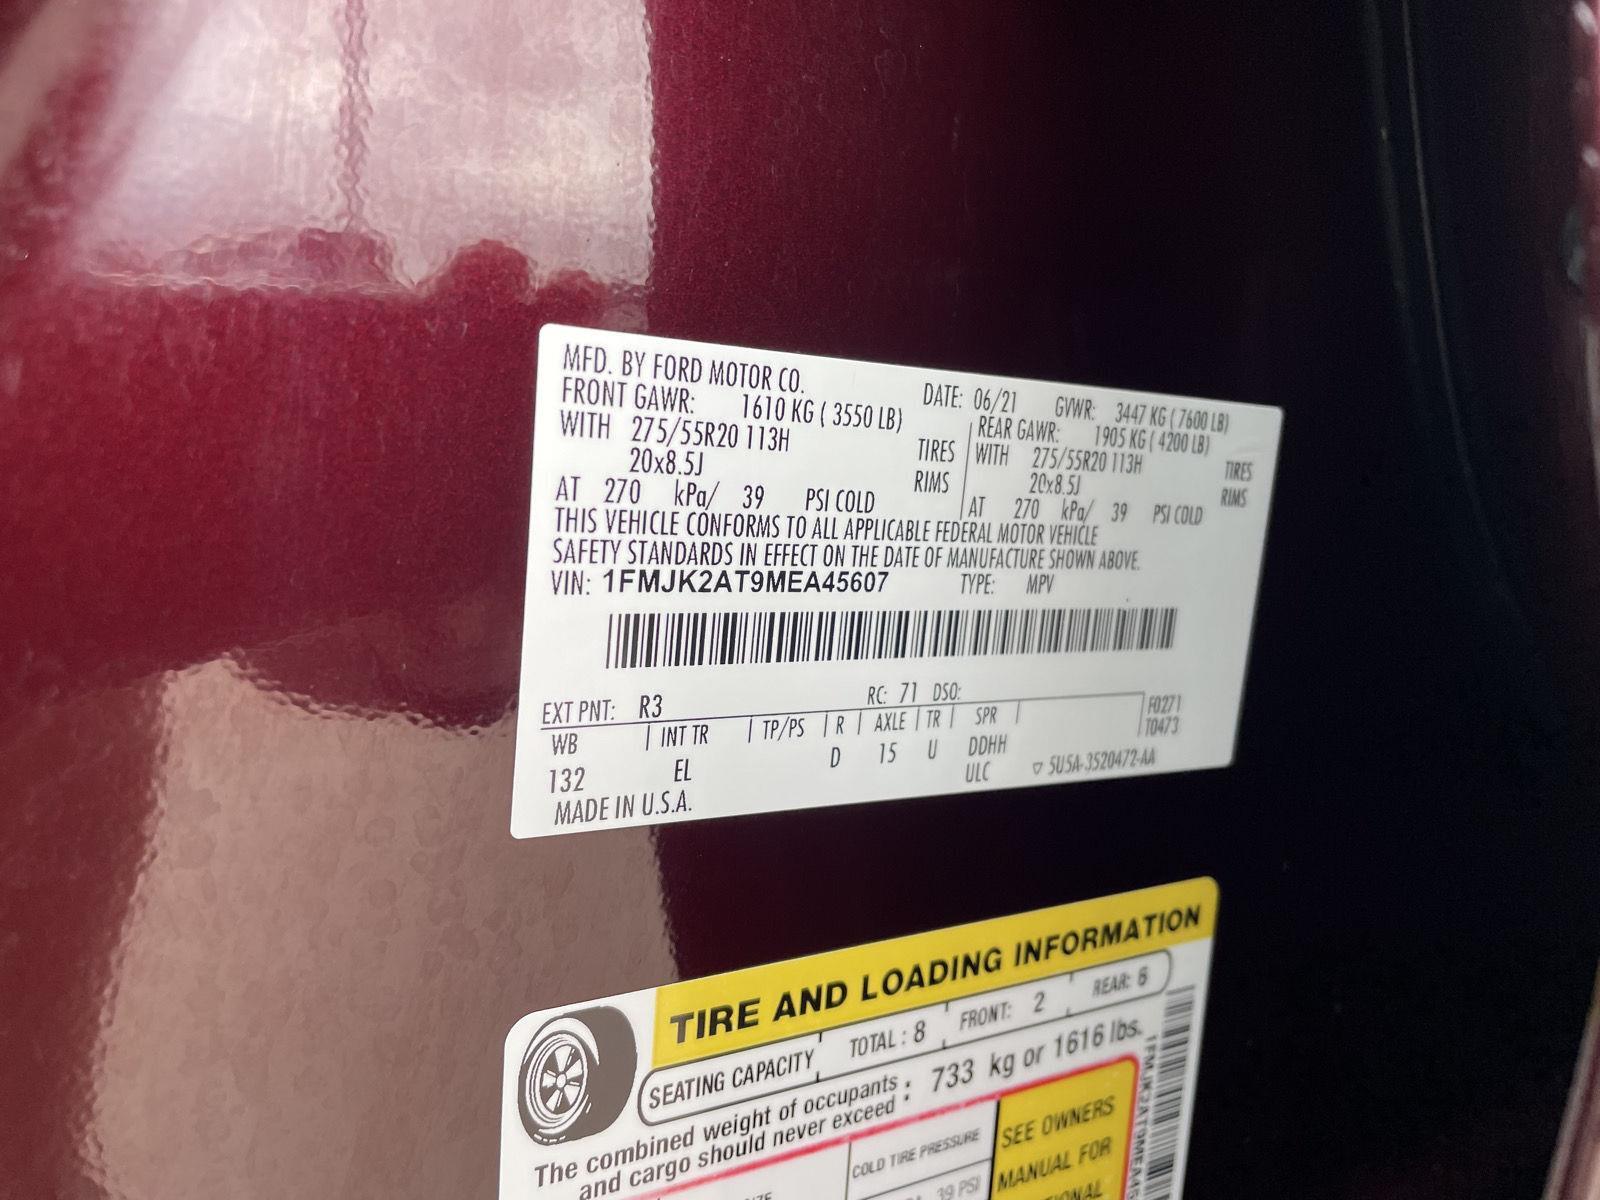 MFD. BY FORD MOTOR CO. DATE: 06/21 GVWR: 3447 KG ( 7600 LB)
FRONT GAWR: 1610 KG ( 3550 LB) REAR GAWR: 1905 KG ( 4200 LB)
WITH 275/55R20 113H TIRES WITH 275/55R20 113H TIRES
20x8.5J RIMS 20x8.5J RIMS
AT 270 kPa/ 39 PSI COLD AT 270 kPa/ 39 PSI COLD
THIS VEHICLE CONFORMS TO ALL APPLICABLE FEDERAL MOTOR VEHICLE
SAFETY STANDARDS IN EFFECT ON THE DATE OF MANUFACTURE SHOWN ABOVE.
VIN: 1FMJK2AT9MEA45607 TYPE: MPV
EXT PNT: R3 RC: 71 DSO: F0271
WB INT TR TP/PS R AXLE TR SPR T0473
132 EL D 15 U DDHH
ULC ▽ 5U5A-3520472-AA
MADE IN U.S.A.
TIRE AND LOADING INFORMATION
SEATING CAPACITY TOTAL : 8 FRONT: 2 REAR: 6
The combined weight of occupants : 733 kg or 1616 lbs.
and cargo should never exceed
COLD TIRE PRESSURE
SEE OWNERS
MANUAL FOR
39 PSI